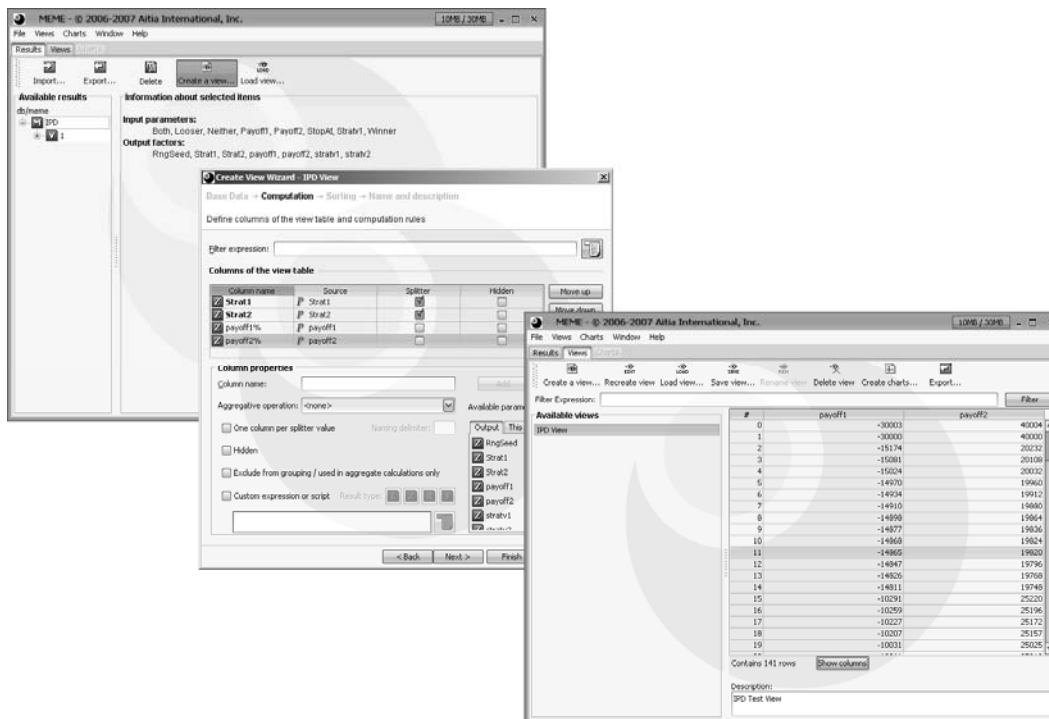 MEME - © 2006-2007 Aitia International, Inc.
10MB / 30MB
File Views Charts Window Help
Results Views Charts
Import... Export... Delete Create a view... Load view...
Available results
db/meme
IPD
1
Information about selected items
Input parameters:
Both, Looser, Neither, Payoff1, Payoff2, StopAt, Stratv1, Winner
Output factors:
RngSeed, Strat1, Strat2, payoff1, payoff2, stratv1, stratv2
Create View Wizard - IPD View
Base Data → Computation → Sorting → Name and description
Define columns of the view table and computation rules
Filter expression:
Columns of the view table
Column name Source Splitter Hidden
Strat1 P Strat1
Strat2 P Strat2
payoff1% P payoff1
payoff2% P payoff2
Move up
Move down
Column properties
Column name:
Add
Aggregative operation: <none>
One column per splitter value Naming delimiter:
Hidden
Exclude from grouping / used in aggregate calculations only
Custom expression or script Result type:
Available parame
Output This
RngSeed
Strat1
Strat2
payoff1
payoff2
stratv1
< Back Next > Finish
MEME - © 2006-2007 Aitia International, Inc.
10MB / 30MB
File Views Charts Window Help
Results Views Charts
Create a view... Recreate view Load view... Save view... Rename view Delete view Create charts... Export...
Filter Expression:
Filter
Available views
IPD View
# payoff1 payoff2
0 -30003 40004
1 -30000 40000
2 -15174 20232
3 -15081 20108
4 -15024 20032
5 -14970 19960
6 -14934 19912
7 -14910 19880
8 -14898 19864
9 -14877 19836
10 -14868 19824
11 -14865 19820
12 -14847 19796
13 -14826 19768
14 -14811 19748
15 -10291 25220
16 -10259 25196
17 -10227 25172
18 -10207 25157
19 -10031 25025
Contains 141 rows Show columns
Description:
IPD Test View